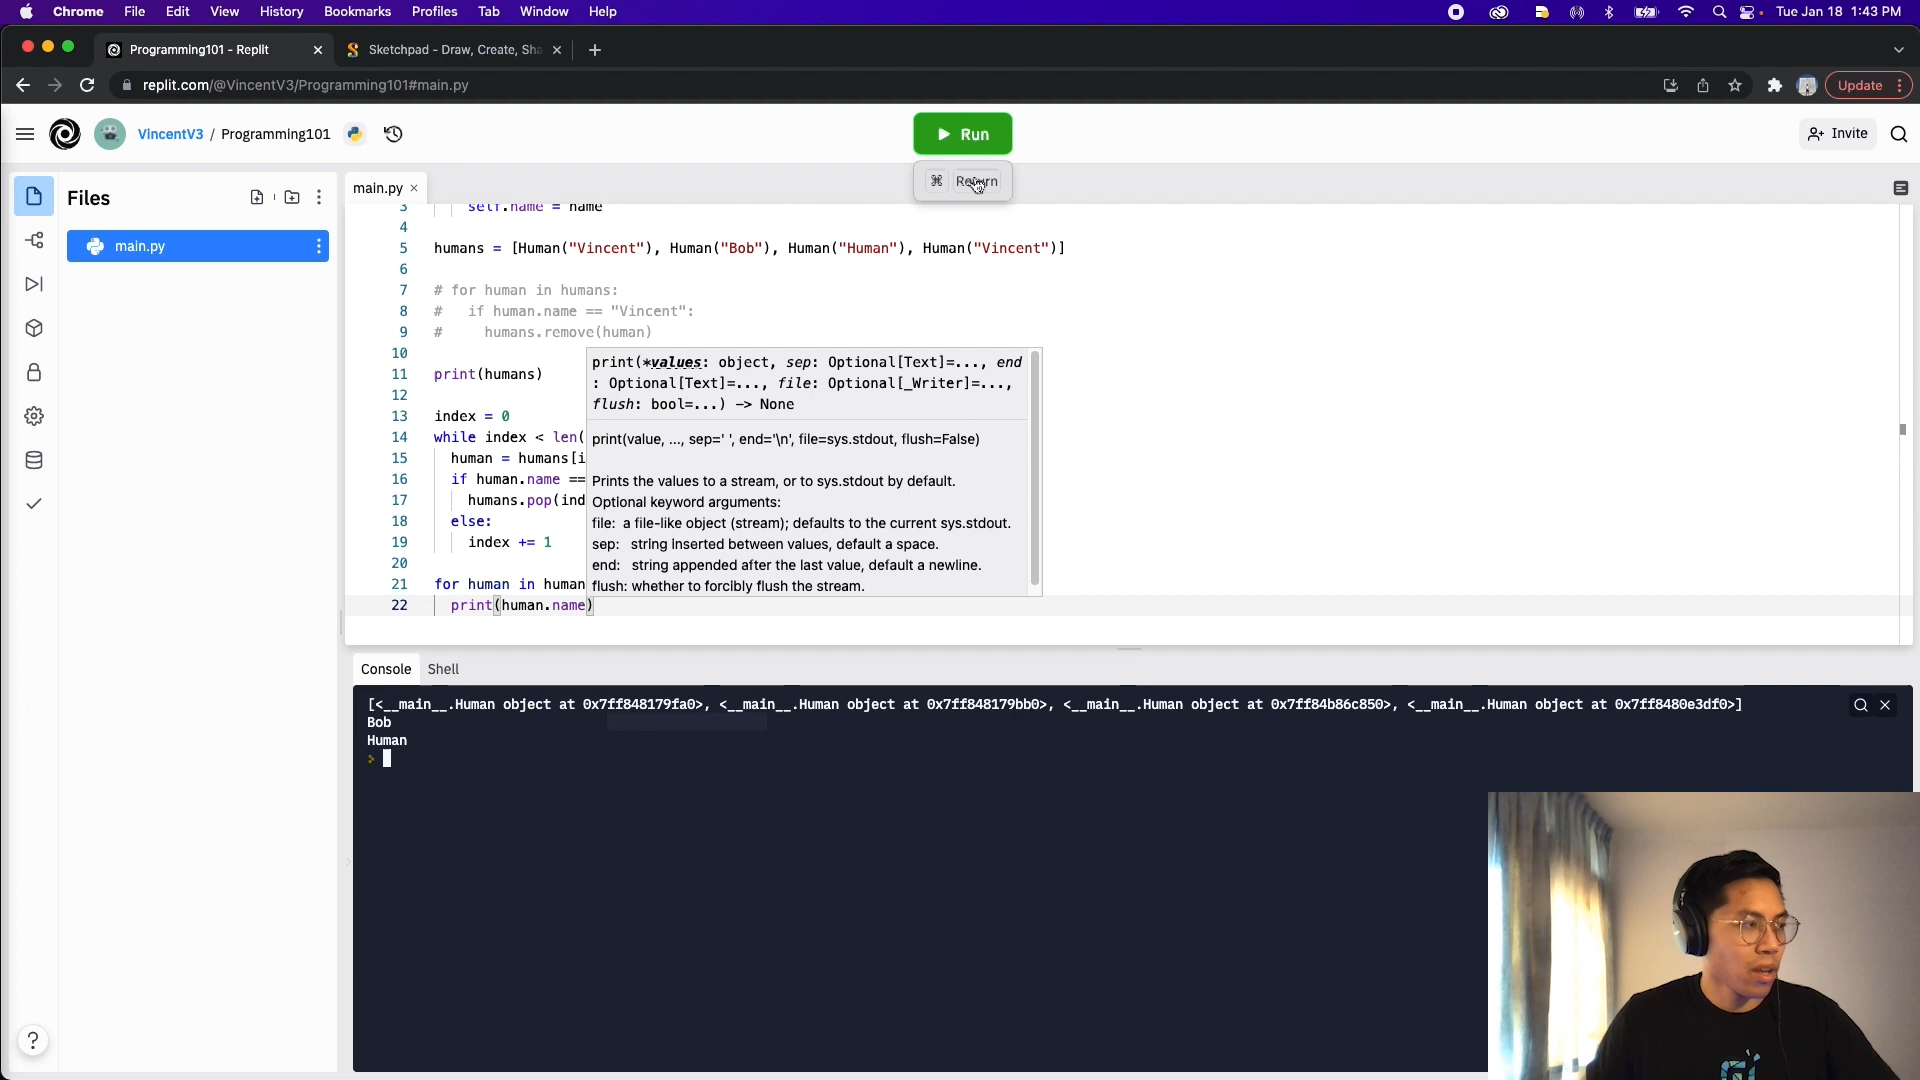 Chrome File Edit View History Bookmarks Profiles Tab Window Help Tue Jan 18 1:43 PM
Programming101 - Replit Sketchpad - Draw, Create, Sha
replit.com/@VincentV3/Programming101#main.py Update
VincentV3 / Programming101 Run Invite
⌘ Return
Files
main.py
main.py
3 self.name = name
4
5 humans = [Human("Vincent"), Human("Bob"), Human("Human"), Human("Vincent")]
6
7 # for human in humans:
8 # if human.name == "Vincent":
9 # humans.remove(human)
10
11 print(humans)
12
13 index = 0
14 while index < len(
15 human = humans[i
16 if human.name ==
17 humans.pop(ind
18 else:
19 index += 1
20
21 for human in human
22 print(human.name)
print(*values: object, sep: Optional[Text]=..., end
: Optional[Text]=..., file: Optional[_Writer]=...,
flush: bool=...) -> None
print(value, ..., sep=' ', end='\n', file=sys.stdout, flush=False)
Prints the values to a stream, or to sys.stdout by default.
Optional keyword arguments:
file: a file-like object (stream); defaults to the current sys.stdout.
sep: string inserted between values, default a space.
end: string appended after the last value, default a newline.
flush: whether to forcibly flush the stream.
Console Shell
[<__main__.Human object at 0x7ff848179fa0>, <__main__.Human object at 0x7ff848179bb0>, <__main__.Human object at 0x7ff84b86c850>, <__main__.Human object at 0x7ff8480e3df0>]
Bob
Human
>
?